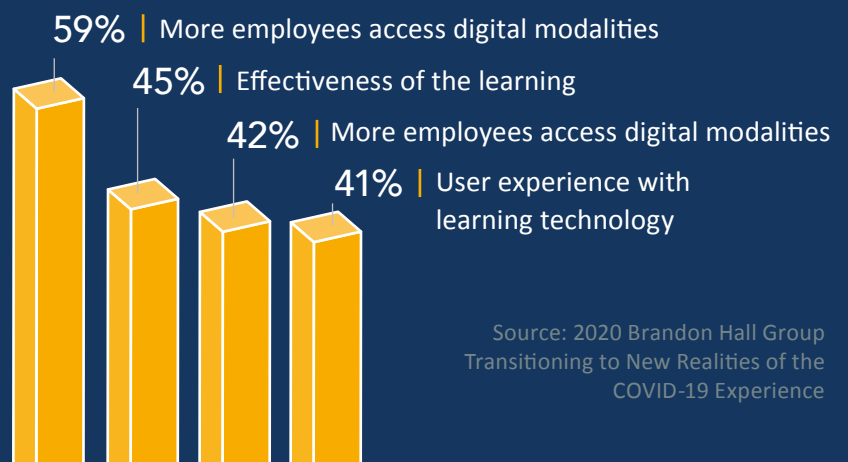 59% | More employees access digital modalities
45% | Effectiveness of the learning
42% | More employees access digital modalities
41% | User experience with
learning technology
Source: 2020 Brandon Hall Group
Transitioning to New Realities of the
COVID-19 Experience